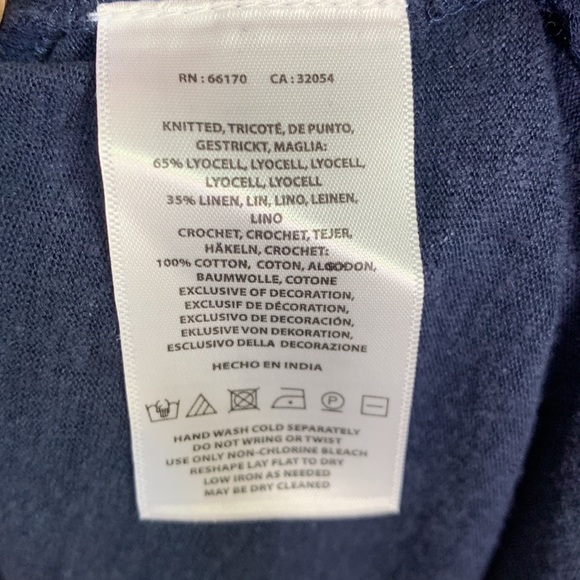 RN : 66170 CA : 32054
KNITTED, TRICOTÉ, DE PUNTO,
GESTRICKT, MAGLIA:
65% LYOCELL, LYOCELL, LYOCELL,
LYOCELL, LYOCELL
35% LINEN, LIN, LINO, LEINEN,
LINO
CROCHET, CROCHET, TEJER,
HÄKELN, CROCHET:
100% COTTON, COTON, ALGODON,
BAUMWOLLE, COTONE
EXCLUSIVE OF DECORATION,
EXCLUSIF DE DÉCORATION,
EXCLUSIVO DE DECORACIÓN,
EKLUSIVE VON DEKORATION,
ESCLUSIVO DELLA DECORAZIONE
HECHO EN INDIA
P
HAND WASH COLD SEPARATELY
DO NOT WRING OR TWIST
USE ONLY NON-CHLORINE BLEACH
RESHAPE LAY FLAT TO DRY
LOW IRON AS NEEDED
MAY BE DRY CLEANED